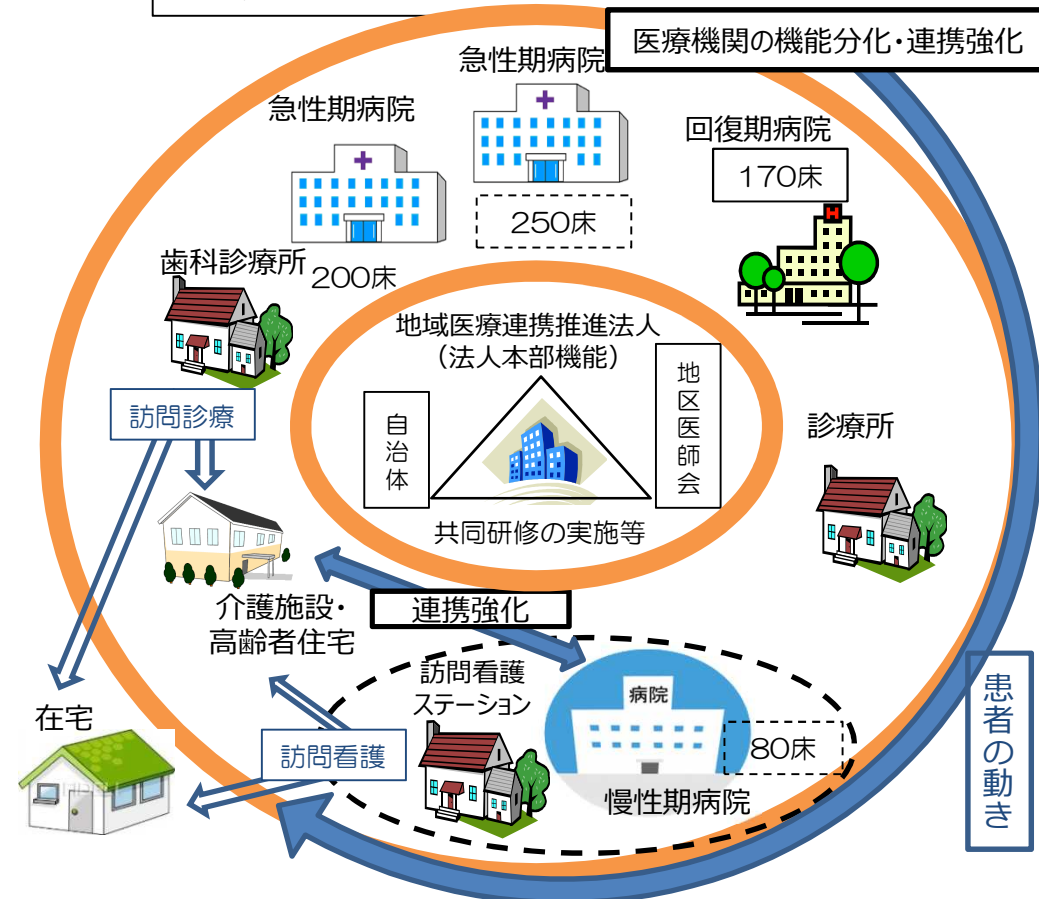 医療機関の機能分化・連携強化
急性期病院
急性期病院
回復期病院
170床
250床
200床
歯科診療所
地域医療連携推進法人
（法人本部機能）
自治体
地区医師会
共同研修の実施等
訪問診療
診療所
介護施設・
高齢者住宅
連携強化
訪問看護
ステーション
病院
80床
慢性期病院
在宅
訪問看護
患者の動き